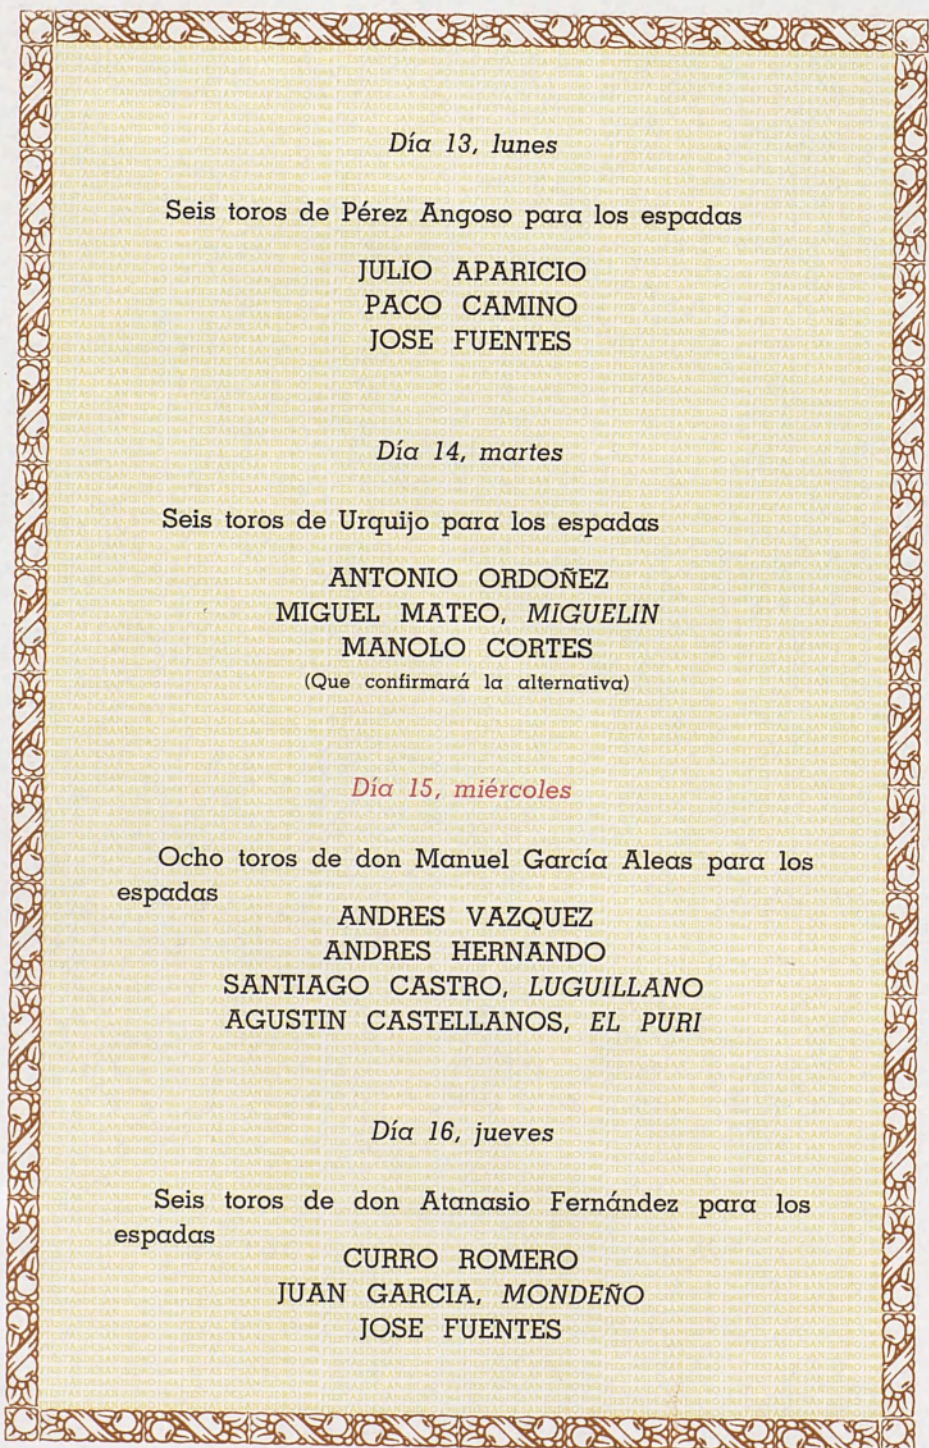 Día 13, lunes
Seis toros de Pérez Angoso para los espadas
JULIO APARICIO
PACO CAMINO
JOSE FUENTES
Día 14, martes
Seis toros de Urquijo para los espadas
ANTONIO ORDOÑEZ
MIGUEL MATEO, MIGUELIN
MANOLO CORTES
(Que confirmará la alternativa)
Día 15, miércoles
Ocho toros de don Manuel García Aleas para los
espadas
ANDRES VAZQUEZ
ANDRES HERNANDO
SANTIAGO CASTRO, LUGUILLANO
AGUSTIN CASTELLANOS, EL PURI
Día 16, jueves
Seis toros de don Atanasio Fernández para los
espadas
CURRO ROMERO
JUAN GARCIA, MONDEÑO
JOSE FUENTES